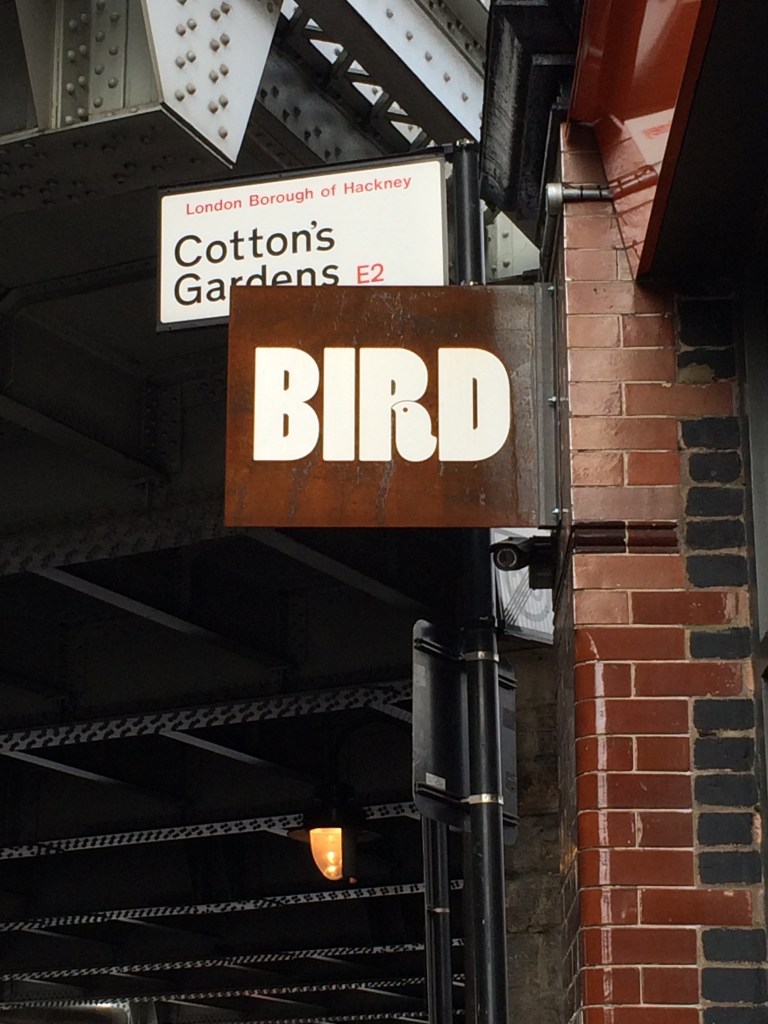 London Borough of Hackney
Cotton's
Gardens E2
BIRD